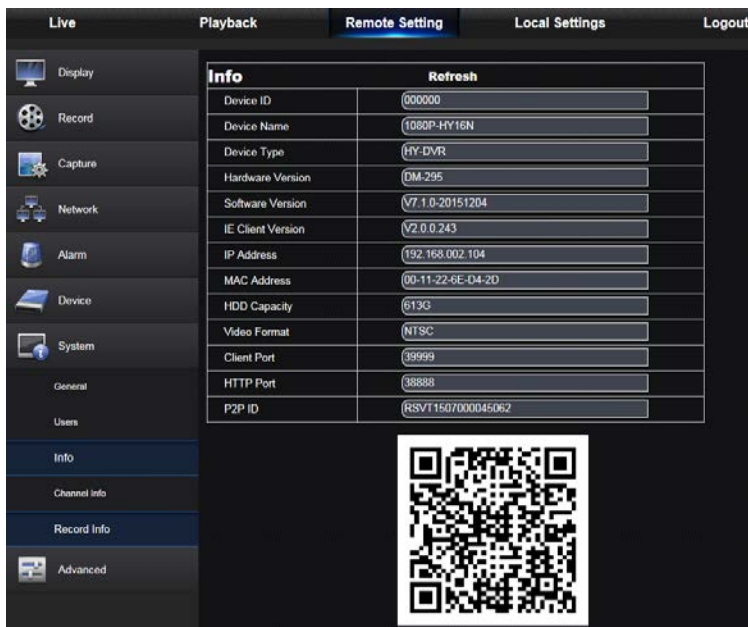 Live Playback Remote Setting Local Settings Logout
Display
Record
Capture
Network
Alarm
Device
System
General
Users
Info
Channel Info
Record Info
Advanced
Info Refresh
Device ID 000000
Device Name 1080P-HY16N
Device Type HY-DVR
Hardware Version DM-295
Software Version V7.1.0-20151204
IE Client Version V2.0.0.243
IP Address 192.168.002.104
MAC Address 00-11-22-6E-D4-2D
HDD Capacity 613G
Video Format NTSC
Client Port 39999
HTTP Port 38888
P2P ID RSVT1507000045062